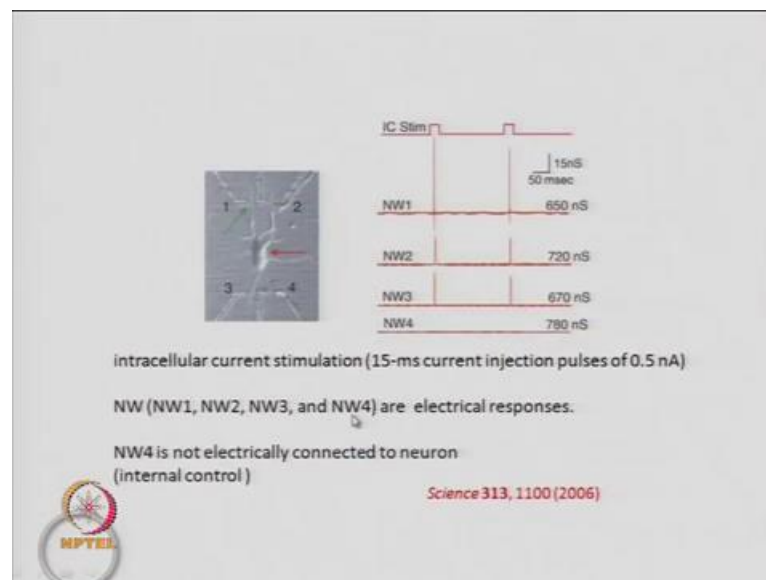 IC Stim
15nS
50 msec
1 2
NW1 650 nS
NW2 720 nS
3 4
NW3 670 nS
NW4 780 nS
intracellular current stimulation (15-ms current injection pulses of 0.5 nA)
NW (NW1, NW2, NW3, and NW4) are electrical responses.
NW4 is not electrically connected to neuron
(internal control )
Science 313, 1100 (2006)
NPTEL